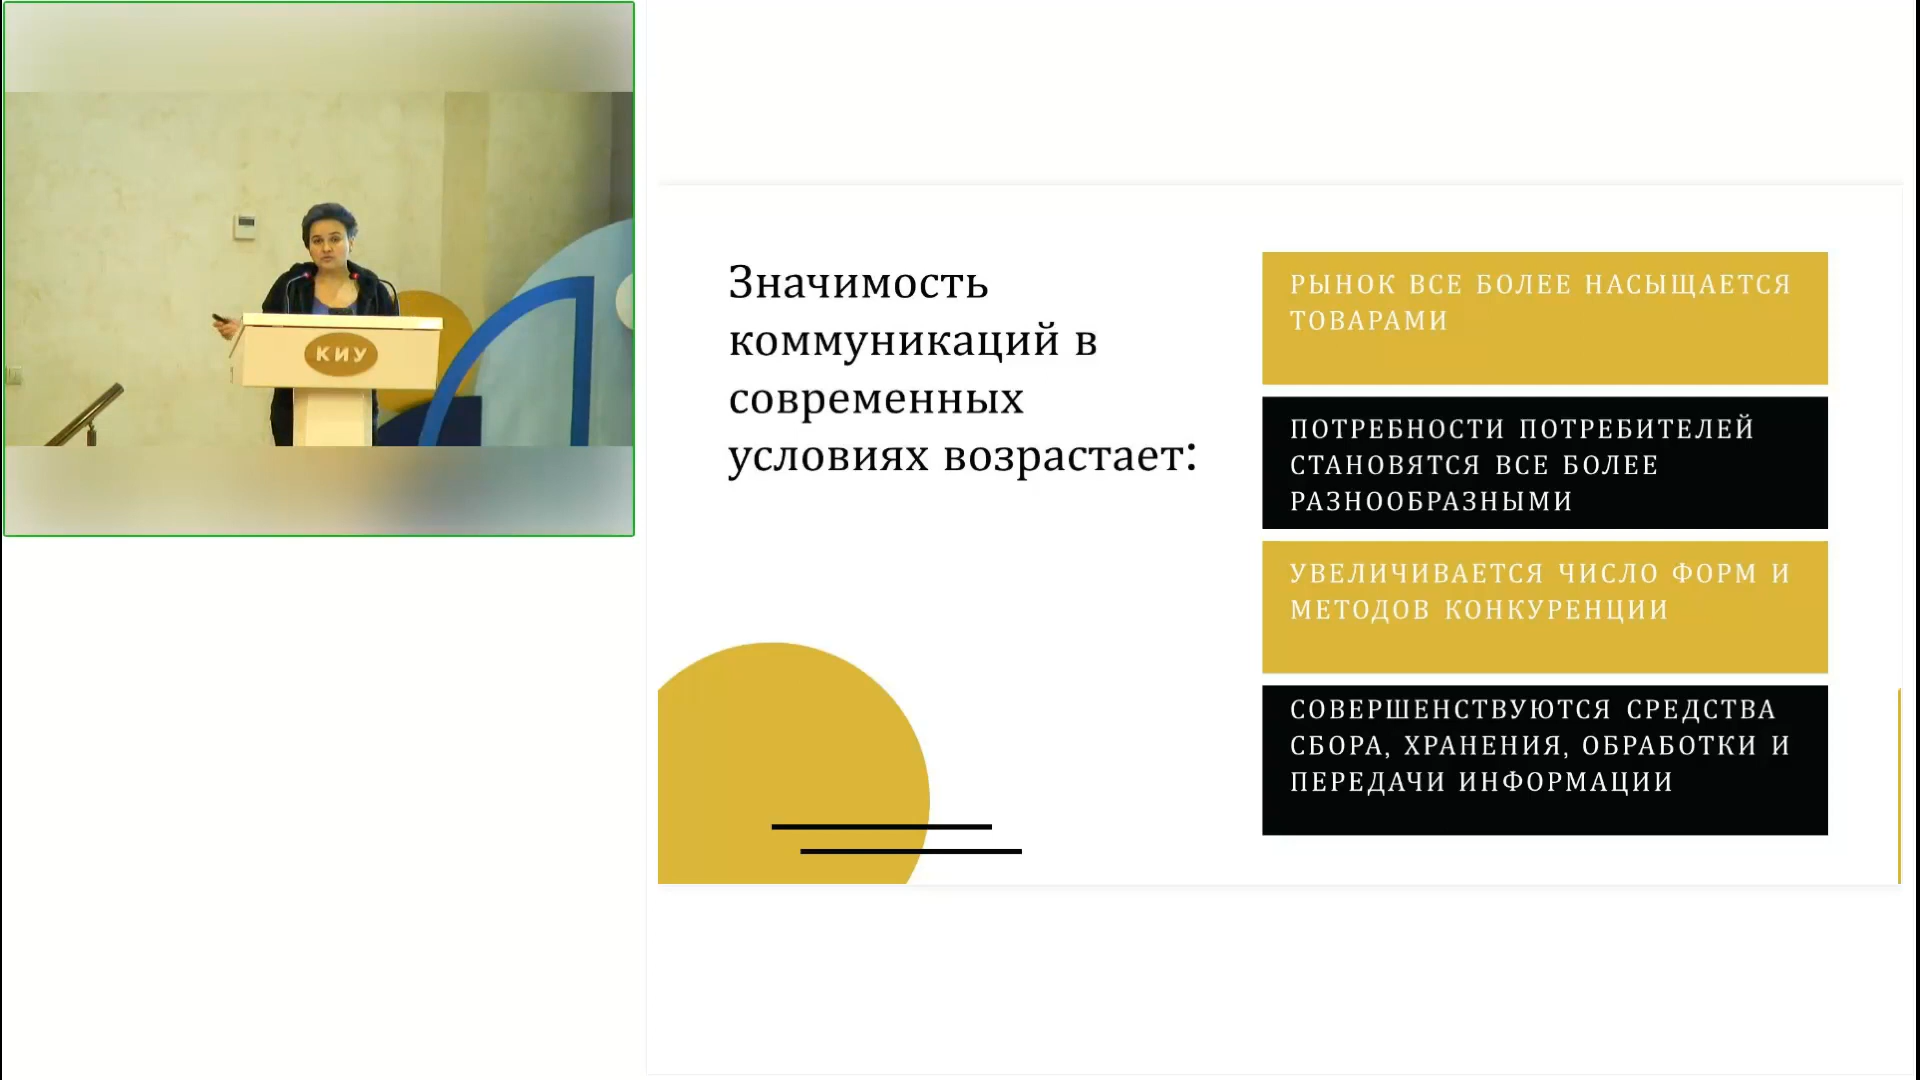 КИУ
Значимость
коммуникаций в
современных
условиях возрастает:
РЫНОК ВСЕ БОЛЕЕ НАСЫЩАЕТСЯ
ТОВАРАМИ
ПОТРЕБНОСТИ ПОТРЕБИТЕЛЕЙ
СТАНОВЯТСЯ ВСЕ БОЛЕЕ
РАЗНООБРАЗНЫМИ
УВЕЛИЧИВАЕТСЯ ЧИСЛО ФОРМ И
МЕТОДОВ КОНКУРЕНЦИИ
СОВЕРШЕНСТВУЮТСЯ СРЕДСТВА
СБОРА, ХРАНЕНИЯ, ОБРАБОТКИ И
ПЕРЕДАЧИ ИНФОРМАЦИИ